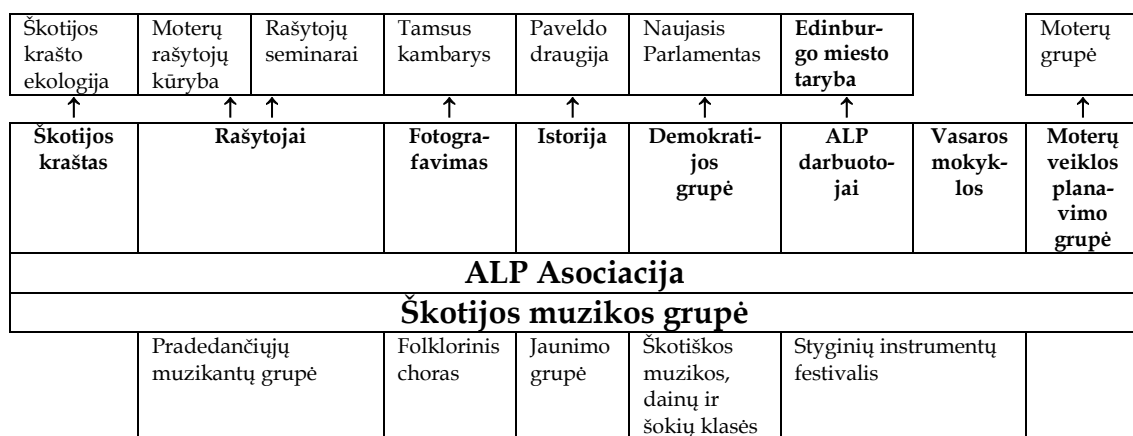 Škotijos
krašto
ekologija
Moterų
rašytojų
kūryba
Rašytojų
seminarai
Tamsus
kambarys
Paveldo
draugija
Naujasis
Parlamentas
Edinbur-
go miesto
taryba
Moterų
grupė
↑ ↑ ↑ ↑ ↑ ↑ ↑ ↑
Škotijos
kraštas
Rašytojai
Fotogra-
favimas
Istorija
Demokrati-
jos
grupė
ALP
darbuoto-
jai
Vasaros
mokyk-
los
Moterų
veiklos
plana-
vimo
grupė
ALP Asociacija
Škotijos muzikos grupė
Pradedančiųjų
muzikantų grupė
Folklorinis
choras
Jaunimo
grupė
Škotiškos
muzikos,
dainų ir
šokių klasės
Styginių instrumentų
festivalis